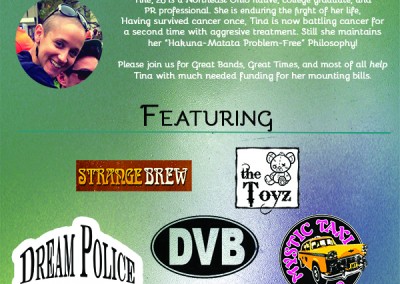 Tina, 26 is a Northeast Ohio native, college graduate, and
PR professional. She is enduring the fright of her life,
Having survived cancer once, Tina is now battling cancer for
a second time with aggresive treatment. Still she maintains
her "Hakuna-Matata Problem-Free" Philosophy!
Please join us for Great Bands, Great Times, and most of all help
Tina with much needed funding for her mounting bills.
FEATURING
STRANGE BREW
the
Toyz
DREAM POLICE
DVB
MYSTIC TAXI